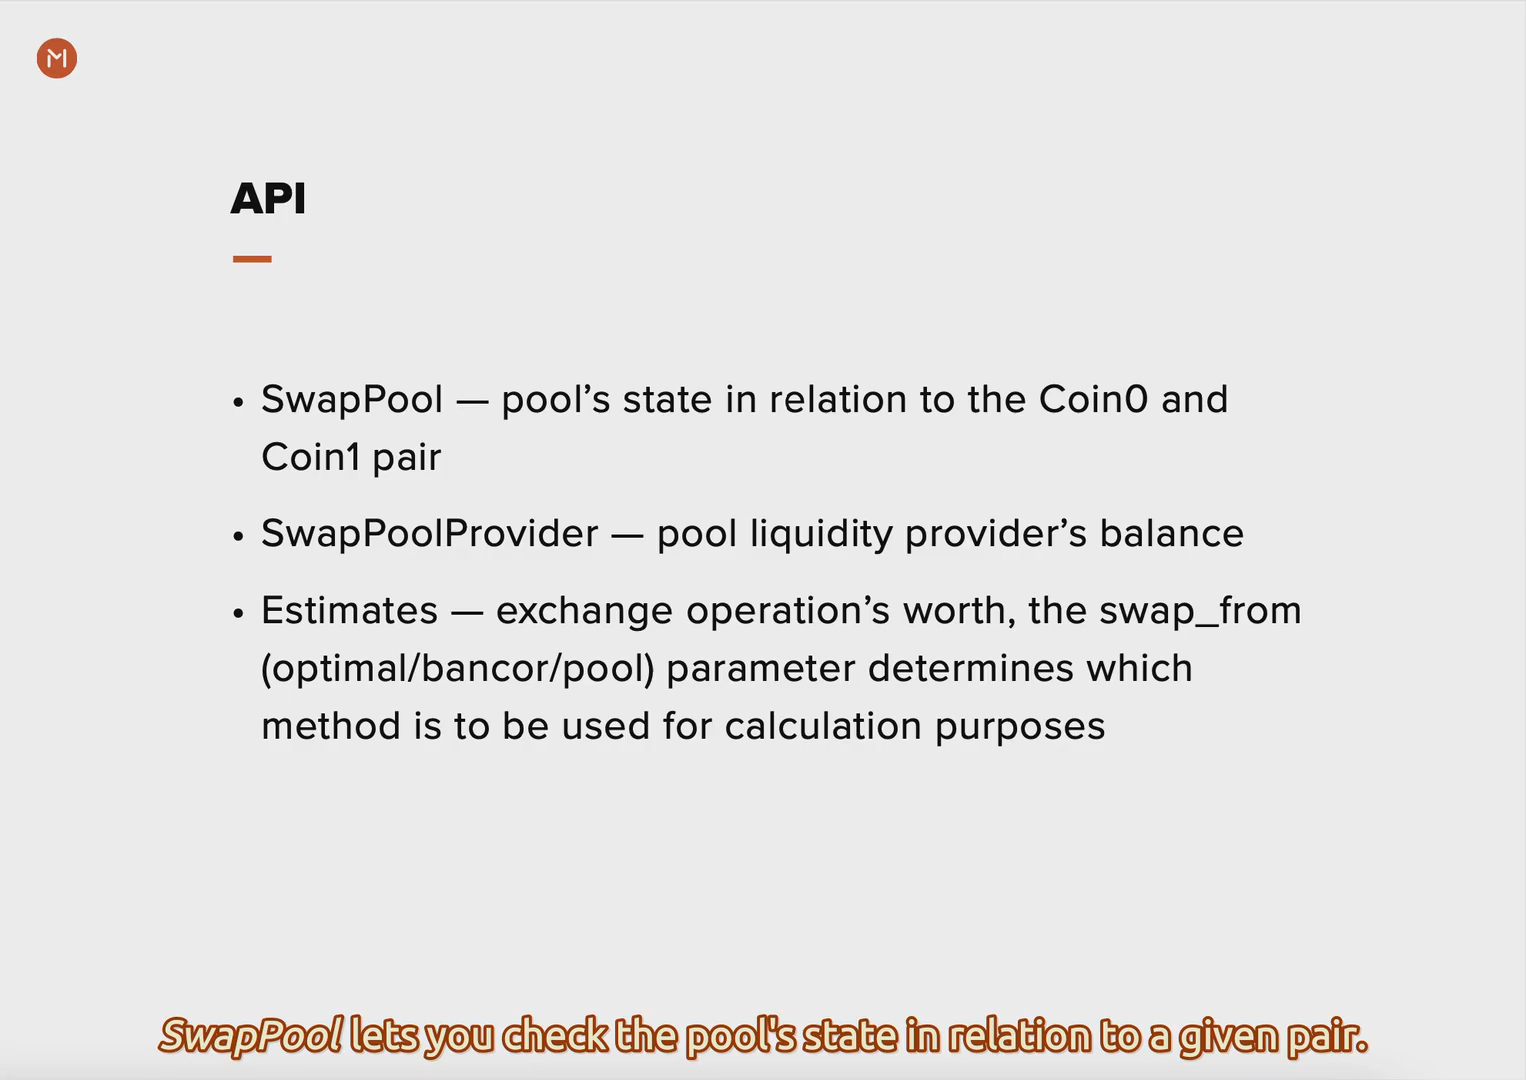 API
• SwapPool — pool’s state in relation to the Coin0 and
Coin1 pair
• SwapPoolProvider — pool liquidity provider’s balance
• Estimates — exchange operation’s worth, the swap_from
(optimal/bancor/pool) parameter determines which
method is to be used for calculation purposes
SwapPool lets you check the pool's state in relation to a given pair.